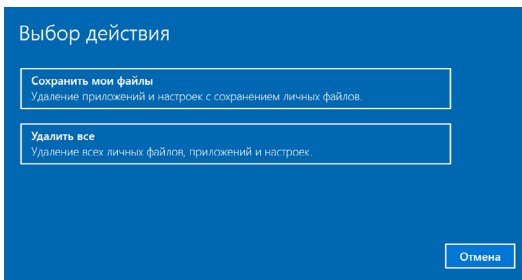 Выбор действия
Сохранить мои файлы
Удаление приложений и настроек с сохранением личных файлов.
Удалить все
Удаление всех личных файлов, приложений и настроек.
Отмена